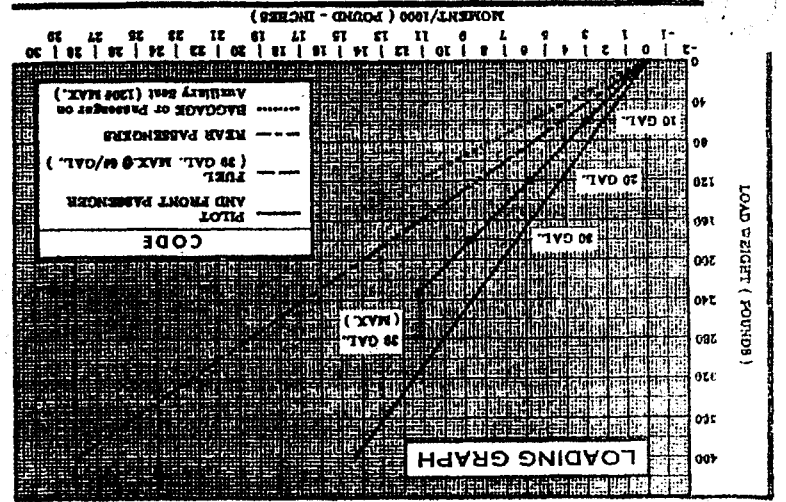 LOADING GRAPH
LOAD WEIGHT ( POUNDS )
400
360
320
280
240
200
160
120
80
40
0
39 GAL.
( MAX. )
30 GAL.
20 GAL.
10 GAL.
CODE
PILOT
AND FRONT PASSENGER
FUEL
( 39 GAL. MAX. @ 6# /GAL. )
REAR PASSENGERS
BAGGAGE or Passenger on
Auxiliary Seat (120# MAX.)
-2 0 2 4 6 8 10 12 14 16 18 20 22 24 26 28 30
-1 1 3 5 7 9 11 13 15 17 19 21 23 25 27 29
MOMENT/1000 ( POUND - INCHES )